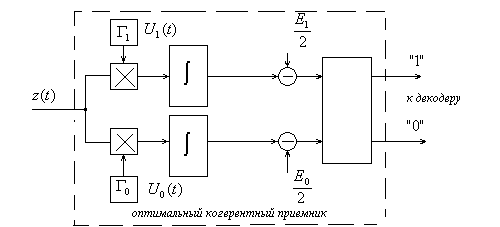 Г₁ U₁(t) E₁/2
∫ − "1"
z(t) к декодеру
∫ − "0"
Г₀ U₀(t) E₀/2
оптимальный когерентный приемник